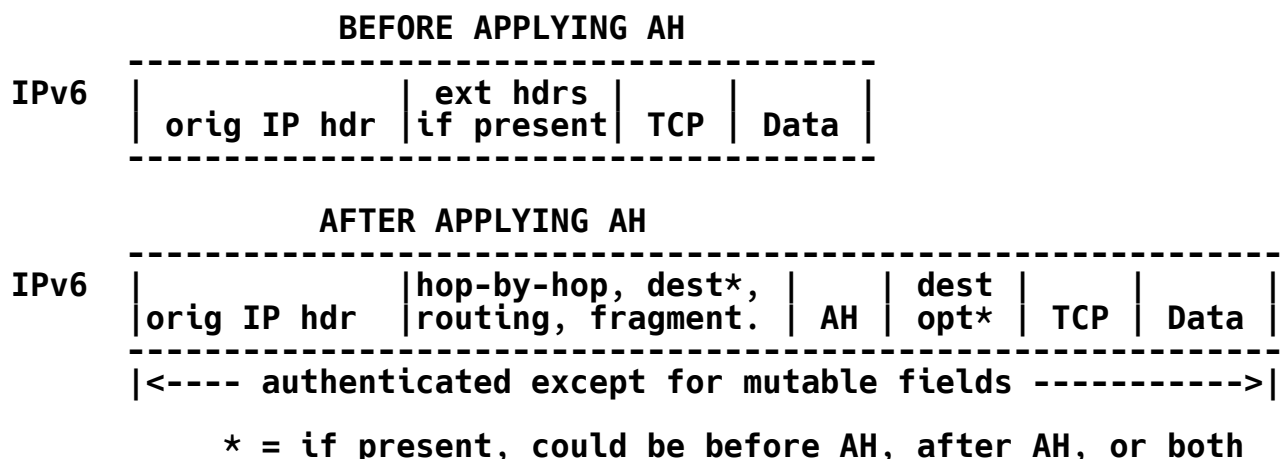 BEFORE APPLYING AH
      ---------------------------------------
IPv6  |             | ext hdrs |     |      |
      | orig IP hdr |if present| TCP | Data |
      ---------------------------------------
                AFTER APPLYING AH
      ------------------------------------------------------------
IPv6  |             |hop-by-hop, dest*, |    | dest |     |      |
      |orig IP hdr  |routing, fragment. | AH | opt* | TCP | Data |
      ------------------------------------------------------------
      |<---- authenticated except for mutable fields ----------->|
           * = if present, could be before AH, after AH, or both